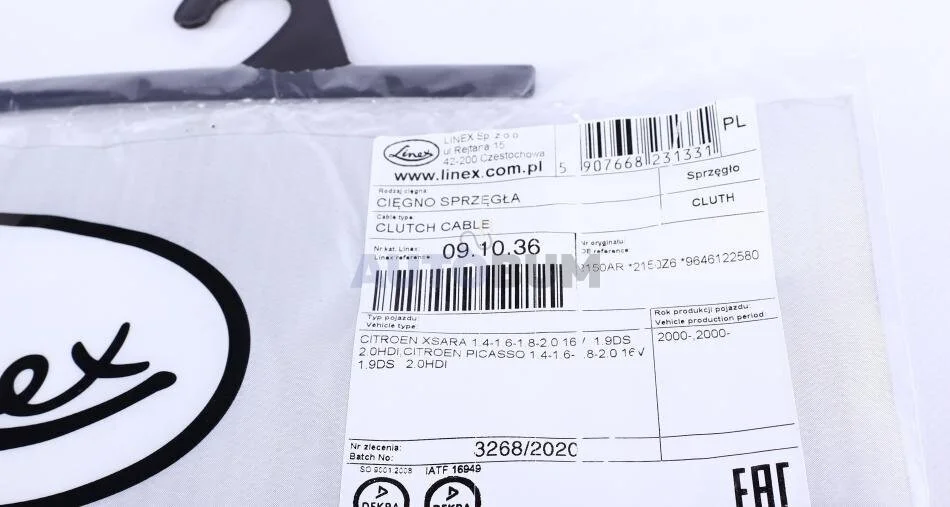 Linex
LINEX Sp. z o.o.
ul Rejtana 15
42-200 Czestochowa
www.linex.com.pl
5 907668 231331
PL
Rodzaj cięgna:
CIĘGNO SPRZĘGŁA
Sprzęgło
Cable type
CLUTCH CABLE
CLUTH
Nr kat. Linex:
Linex reference:
09.10.36
Nr oryginału:
OE reference
2150AR *2150Z6 *9646122580
AUTODUM
Typ pojazdu:
Vehicle type:
Rok produkcji pojazdu:
Vehicle production period
CITROEN XSARA 1.4-1.6-1.8-2.0 16 / 1.9DS
2.0HDI,CITROEN PICASSO 1.4-1.6- .8-2.0 16V
1.9DS 2.0HDI
2000-,2000-
Nr zlecenia:
Batch No:
3268/2020
ISO 9001:2008
IATF 16949
DEKRA
DEKRA
EAC